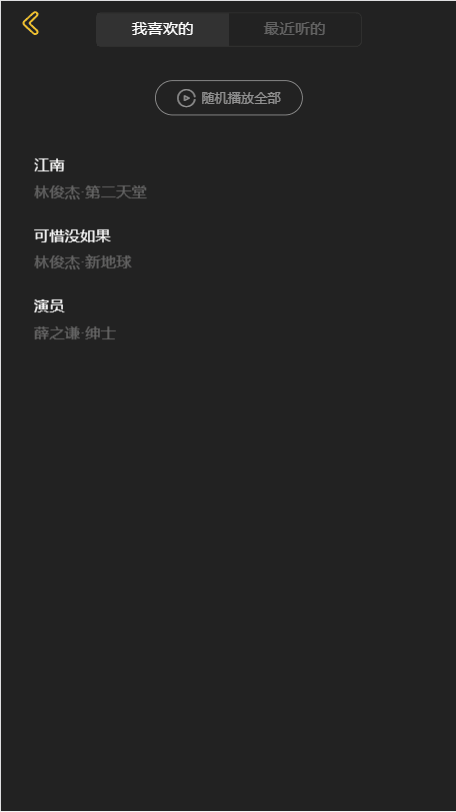 我喜欢的
最近听的
随机播放全部
江南
林俊杰·第二天堂
可惜没如果
林俊杰·新地球
演员
薛之谦·绅士